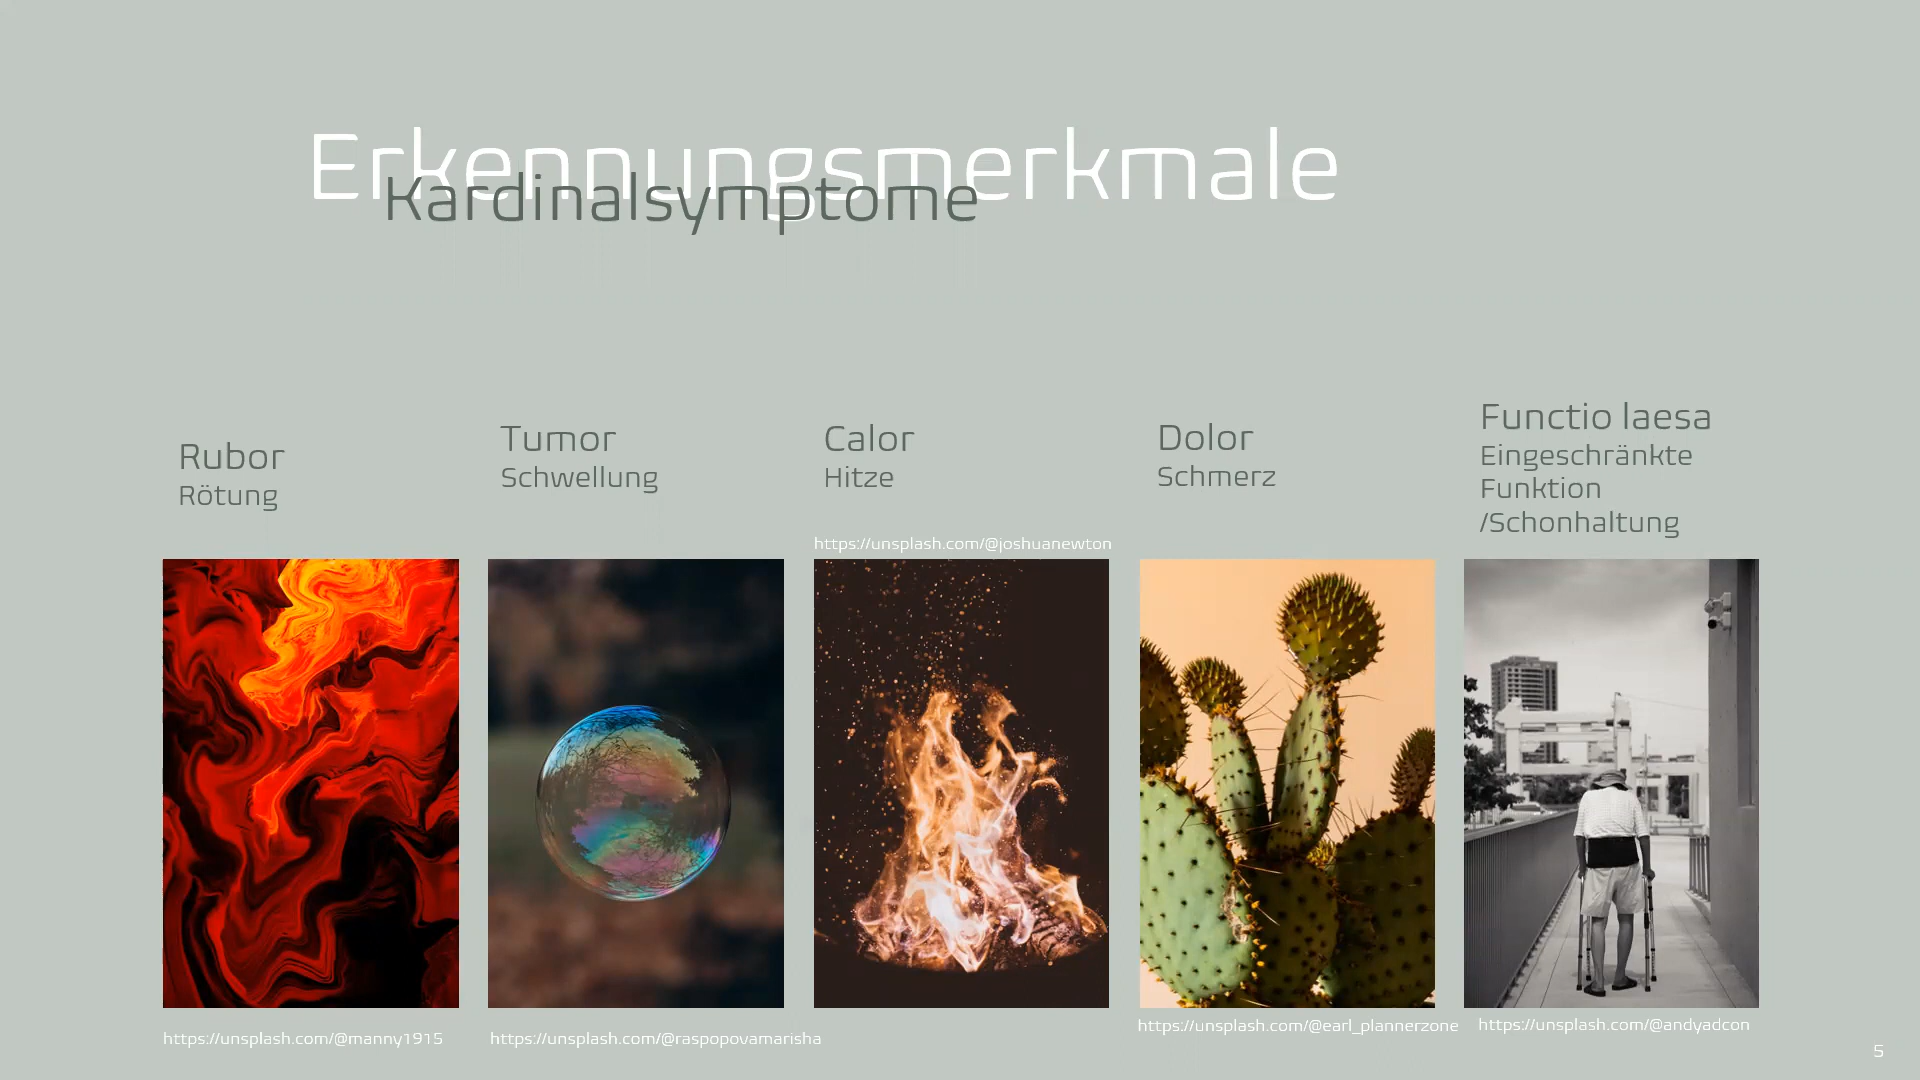 Erkennungsmerkmale
Kardinalsymptome
Rubor
Rötung
Tumor
Schwellung
Calor
Hitze
Dolor
Schmerz
Functio laesa
Eingeschränkte
Funktion
/Schonhaltung
https://unsplash.com/@joshuanewton
https://unsplash.com/@manny1915
https://unsplash.com/@raspopovamarisha
https://unsplash.com/@earl_plannerzone
https://unsplash.com/@andyadcon
5